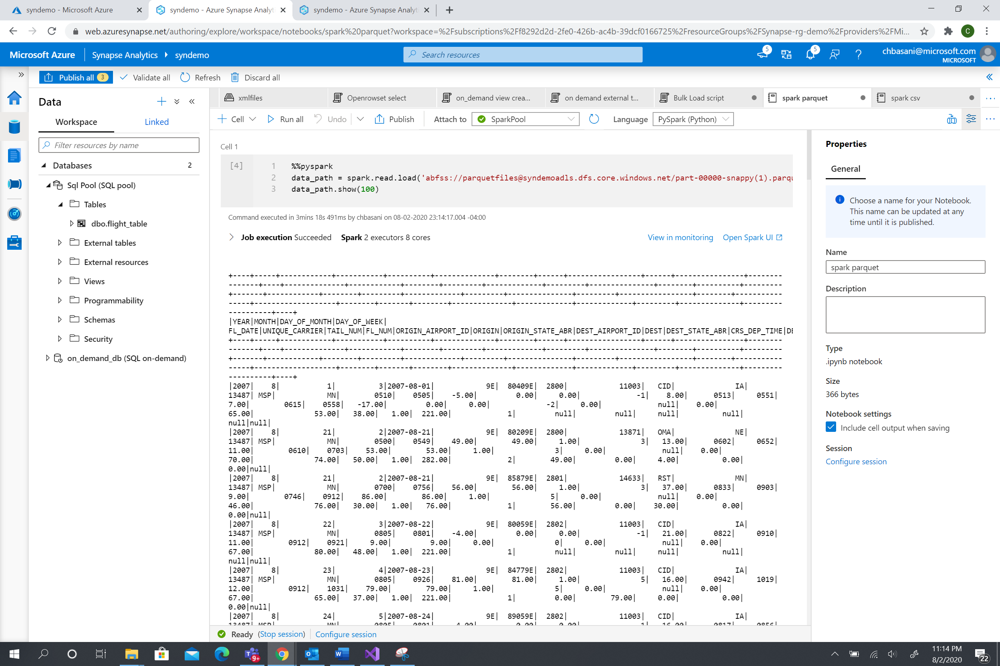 syndemo - Microsoft Azure
syndemo - Azure Synapse Analyt
syndemo - Azure Synapse Analyt
web.azuresynapse.net/authoring/explore/workspace/notebooks/spark%20parquet?workspace=%2Fsubscriptions%2Ff8292d2d-2fe0-426b-ac4b-39dcf0166725%2FresourceGroups%2FSynapse-rg-demo%2Fproviders%2FMi...
C
Microsoft Azure Synapse Analytics syndemo
Search resources
5
5
chbasani@microsoft.com
MICROSOFT
Publish all 3 Validate all Refresh Discard all
Data
Workspace Linked
Filter resources by name
Databases 2
Sql Pool (SQL pool)
Tables
dbo.flight_table
External tables
External resources
Views
Programmability
Schemas
Security
on_demand_db (SQL on-demand)
xmlfiles Openrowset select on_demand view crea... on demand external t... Bulk Load script spark parquet spark csv
Cell Run all Undo Publish Attach to SparkPool Language PySpark (Python)
Cell 1
[4]
1 %%pyspark
2 data_path = spark.read.load('abfss://parquetfiles@syndemoadls.dfs.core.windows.net/part-00000-snappy(1).parqu
3 data_path.show(100)
Command executed in 3mins 18s 491ms by chbasani on 08-02-2020 23:14:17.004 -04:00
Job execution Succeeded Spark 2 executors 8 cores View in monitoring Open Spark UI
+----+-----+------------+-----------+----------+--------------+--------+------+-----------------+------+----------------+--------
-------+----+--------------+------------+--------+---------+-------------+---------+---------------+--------+---------+---------
+-------+------------+--------+---------+-------------+---------+---------------+---------+-----------------+--------+-----------
-----+-------------------+--------+-------+--------+--------------+-------------+-------------+---------+--------------+---------
----------+----+
|YEAR|MONTH|DAY_OF_MONTH|DAY_OF_WEEK|
FL_DATE|UNIQUE_CARRIER|TAIL_NUM|FL_NUM|ORIGIN_AIRPORT_ID|ORIGIN|ORIGIN_STATE_ABR|DEST_AIRPORT_ID|DEST|DEST_STATE_ABR|CRS_DEP_TIME|DE
+----+-----+------------+-----------+----------+--------------+--------+------+-----------------+------+----------------+--------
-------+----+--------------+------------+--------+---------+-------------+---------+---------------+--------+---------+---------
+-------+------------+--------+---------+-------------+---------+---------------+---------+-----------------+--------+-----------
-----+-------------------+--------+-------+--------+--------------+-------------+-------------+---------+--------------+---------
----------+----+
|2007| 8| 1| 3|2007-08-01| 9E| 80409E| 2800| 11003| CID| IA|
13487| MSP| MN| 0510| 0505| -5.00| 0.00| 0.00| -1| 8.00| 0513| 0551|
7.00| 0615| 0558| -17.00| 0.00| 0.00| -2| 0.00| null| 0.00|
65.00| 53.00| 38.00| 1.00| 221.00| 1| null| null| null| null|
null|null|
|2007| 8| 21| 2|2007-08-21| 9E| 80209E| 2800| 13871| OMA| NE|
13487| MSP| MN| 0500| 0549| 49.00| 49.00| 1.00| 3| 13.00| 0602| 0652|
11.00| 0610| 0703| 53.00| 53.00| 1.00| 3| 0.00| null| 0.00|
70.00| 74.00| 50.00| 1.00| 282.00| 2| 49.00| 0.00| 4.00| 0.00|
0.00|null|
|2007| 8| 21| 2|2007-08-21| 9E| 85879E| 2801| 14633| RST| MN|
13487| MSP| MN| 0700| 0756| 56.00| 56.00| 1.00| 3| 37.00| 0833| 0903|
9.00| 0746| 0912| 86.00| 86.00| 1.00| 5| 0.00| null| 0.00|
46.00| 76.00| 30.00| 1.00| 76.00| 1| 56.00| 0.00| 30.00| 0.00|
0.00|null|
|2007| 8| 22| 3|2007-08-22| 9E| 80059E| 2802| 11003| CID| IA|
13487| MSP| MN| 0805| 0801| -4.00| 0.00| 0.00| -1| 21.00| 0822| 0910|
11.00| 0912| 0921| 9.00| 9.00| 0.00| 0| 0.00| null| 0.00|
67.00| 80.00| 48.00| 1.00| 221.00| 1| null| null| null| null|
null|null|
|2007| 8| 23| 4|2007-08-23| 9E| 84779E| 2802| 11003| CID| IA|
13487| MSP| MN| 0805| 0926| 81.00| 81.00| 1.00| 5| 16.00| 0942| 1019|
12.00| 0912| 1031| 79.00| 79.00| 1.00| 5| 0.00| null| 0.00|
67.00| 65.00| 37.00| 1.00| 221.00| 1| 0.00| 79.00| 0.00| 0.00|
0.00|null|
|2007| 8| 24| 5|2007-08-24| 9E| 89059E| 2802| 11003| CID| IA|
Ready (Stop session) Configure session
Properties
General
Choose a name for your Notebook.
This name can be updated at any
time until it is published.
Name
spark parquet
Description
Type
.ipynb notebook
Size
366 bytes
Notebook settings
Include cell output when saving
Session
Configure session
9+
11:14 PM
8/2/2020
22